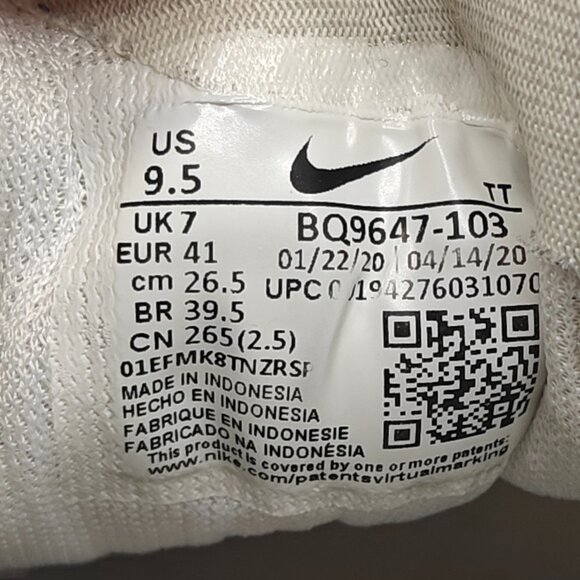 US
9.5
TT
UK 7
BQ9647-103
EUR 41
01/22/20 04/14/20
cm 26.5
UPC 194276031070
BR 39.5
CN 265(2.5)
MADE IN INDONESIA
HECHO EN INDONESIA
FABRIQUE EN INDONESIE
FABRICADO NA INDONÉSIA
This product is covered by one or more patents:
www.nike.com/patentsvirtualmarking